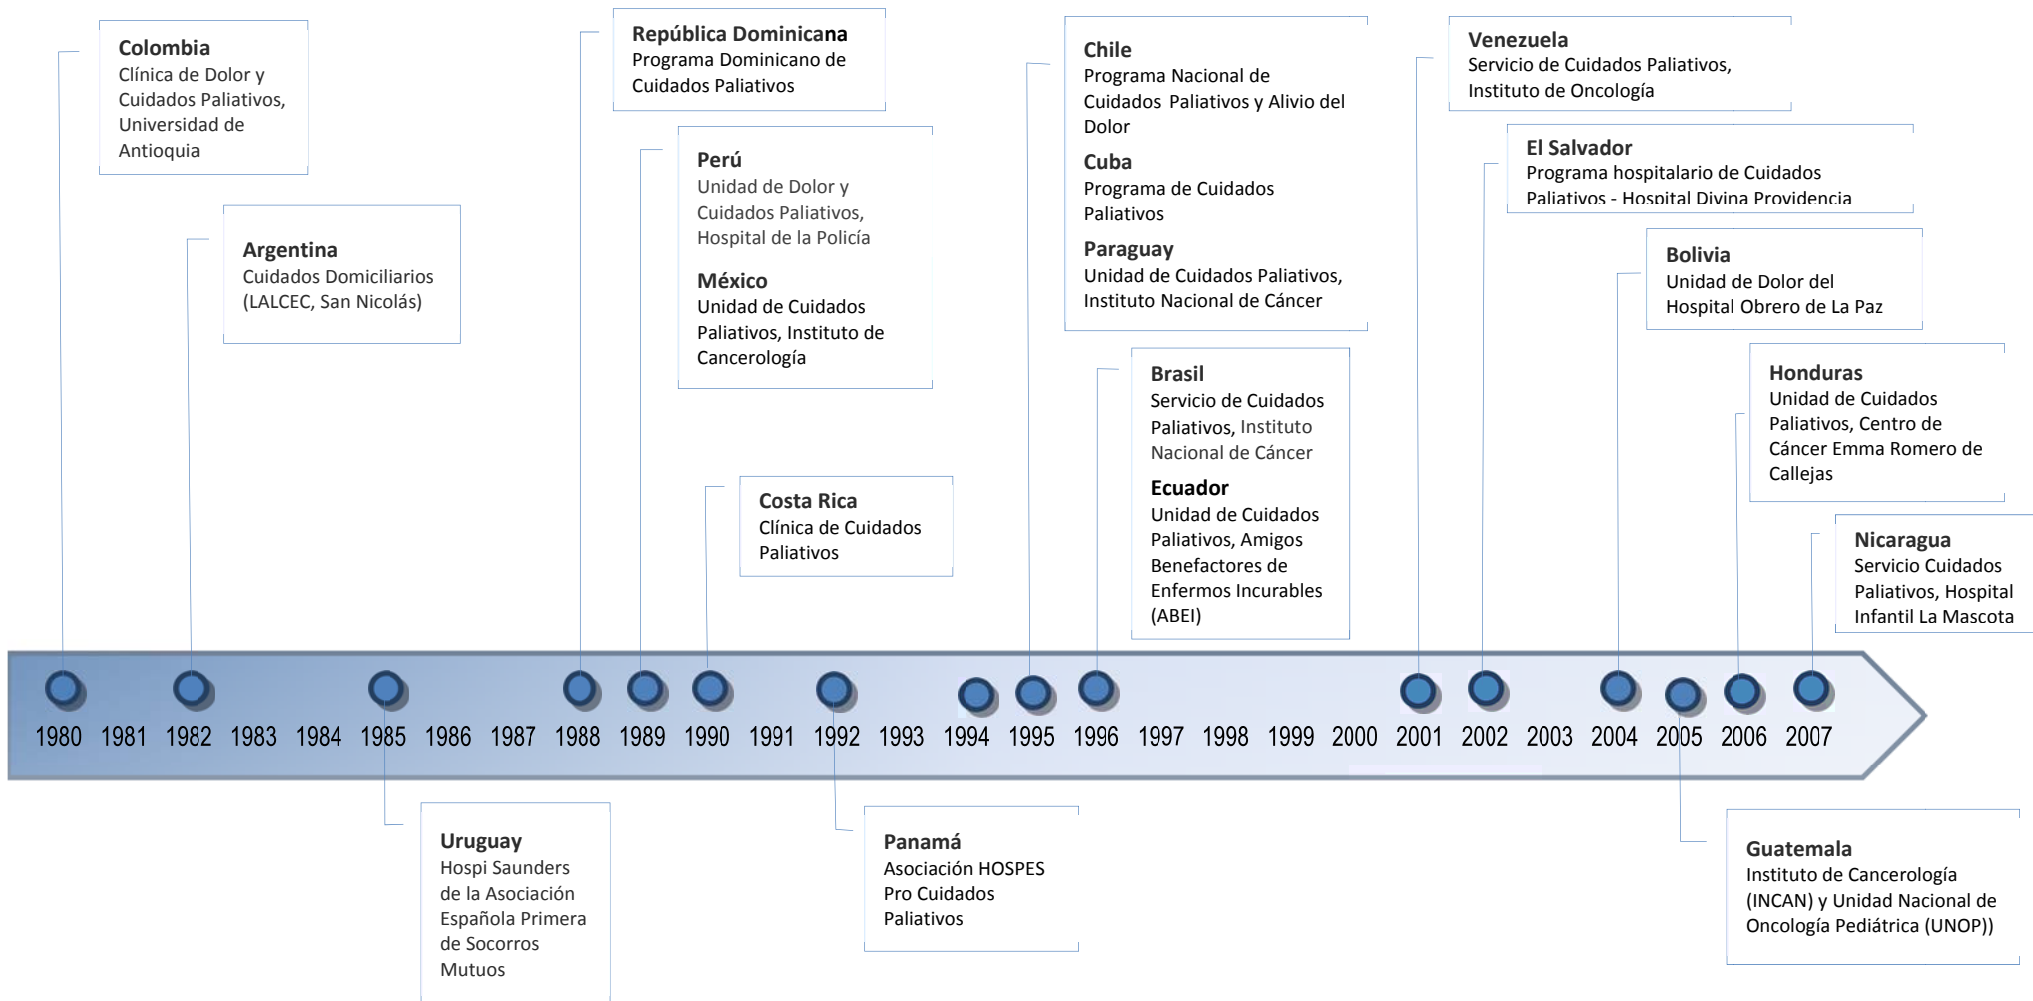 Colombia
Clínica de Dolor y
Cuidados Paliativos,
Universidad de
Antioquia
Argentina
Cuidados Domiciliarios
(LALCEC, San Nicolás)
República Dominicana
Programa Dominicano de
Cuidados Paliativos
Perú
Unidad de Dolor y
Cuidados Paliativos,
Hospital de la Policía
México
Unidad de Cuidados
Paliativos, Instituto de
Cancerología
Costa Rica
Clínica de Cuidados
Paliativos
Chile
Programa Nacional de
Cuidados Paliativos y Alivio del
Dolor
Cuba
Programa de Cuidados
Paliativos
Paraguay
Unidad de Cuidados Paliativos,
Instituto Nacional de Cáncer
Brasil
Servicio de Cuidados
Paliativos, Instituto
Nacional de Cáncer
Ecuador
Unidad de Cuidados
Paliativos, Amigos
Benefactores de
Enfermos Incurables
(ABEI)
Venezuela
Servicio de Cuidados Paliativos,
Instituto de Oncología
El Salvador
Programa hospitalario de Cuidados
Paliativos - Hospital Divina Providencia
Bolivia
Unidad de Dolor del
Hospital Obrero de La Paz
Honduras
Unidad de Cuidados
Paliativos, Centro de
Cáncer Emma Romero de
Callejas
Nicaragua
Servicio Cuidados
Paliativos, Hospital
Infantil La Mascota
1980 1981 1982 1983 1984 1985 1986 1987 1988 1989 1990 1991 1992 1993 1994 1995 1996 1997 1998 1999 2000 2001 2002 2003 2004 2005 2006 2007
Uruguay
Hospi Saunders
de la Asociación
Española Primera
de Socorros
Mutuos
Panamá
Asociación HOSPES
Pro Cuidados
Paliativos
Guatemala
Instituto de Cancerología
(INCAN) y Unidad Nacional de
Oncología Pediátrica (UNOP))